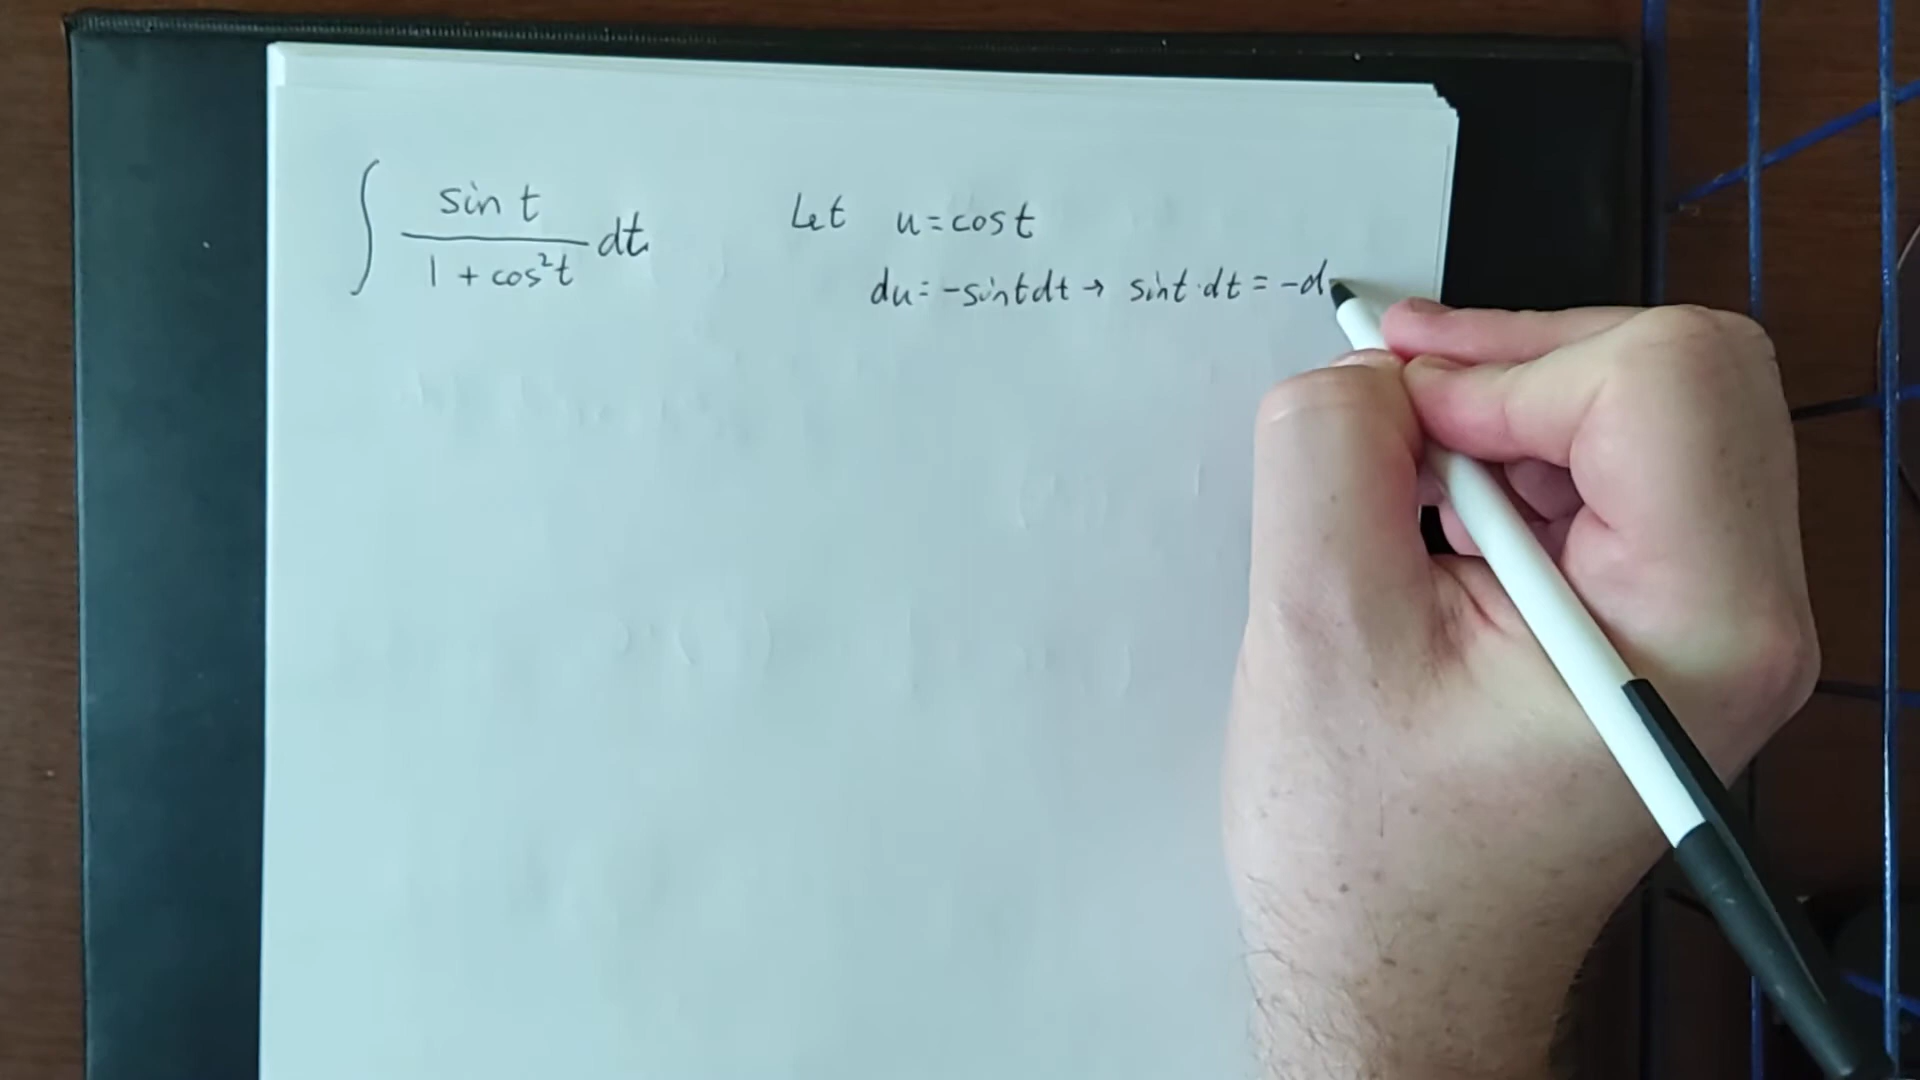 ∫ sin t / (1 + cos²t) dt Let u = cos t
du = -sin t dt → sin t · dt = -d